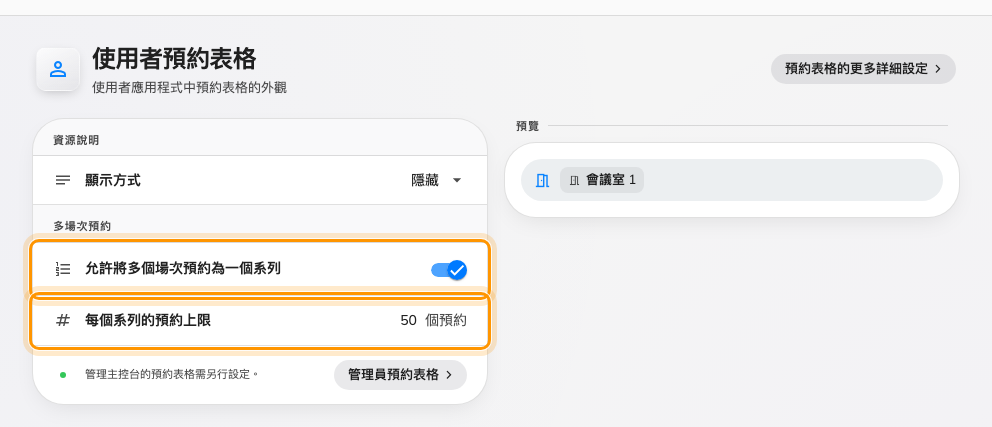 使用者預約表格
使用者應用程式中預約表格的外觀
預約表格的更多詳細設定
資源說明
顯示方式
隱藏
多場次預約
允許將多個場次預約為一個系列
每個系列的預約上限
50 個預約
管理主控台的預約表格需另行設定。
管理員預約表格
預覽
會議室 1